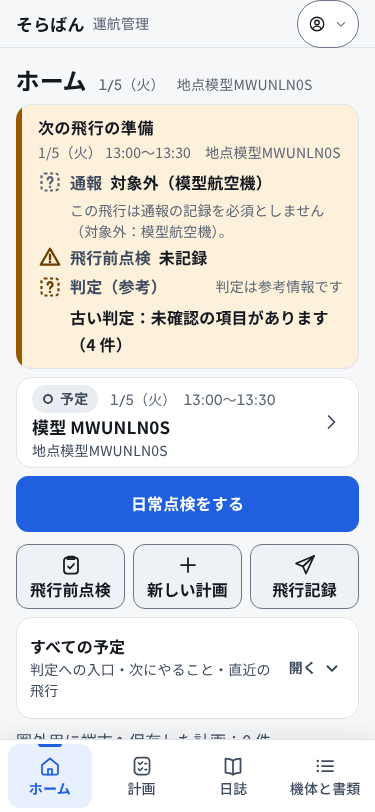 そらばん 運航管理
ホーム 1/5（火） 地点模型MWUNLN0S
次の飛行の準備
1/5（火） 13:00〜13:30 地点模型MWUNLN0S
通報 対象外（模型航空機）
この飛行は通報の記録を必須としません
（対象外：模型航空機）。
飛行前点検 未記録
判定（参考） 判定は参考情報です
古い判定：未確認の項目があります
（4 件）
予定 1/5（火） 13:00〜13:30
模型 MWUNLN0S
地点模型MWUNLN0S
日常点検をする
飛行前点検 新しい計画 飛行記録
すべての予定
判定への入口・次にやること・直近の
飛行
開く
ホーム 計画 日誌 機体と書類